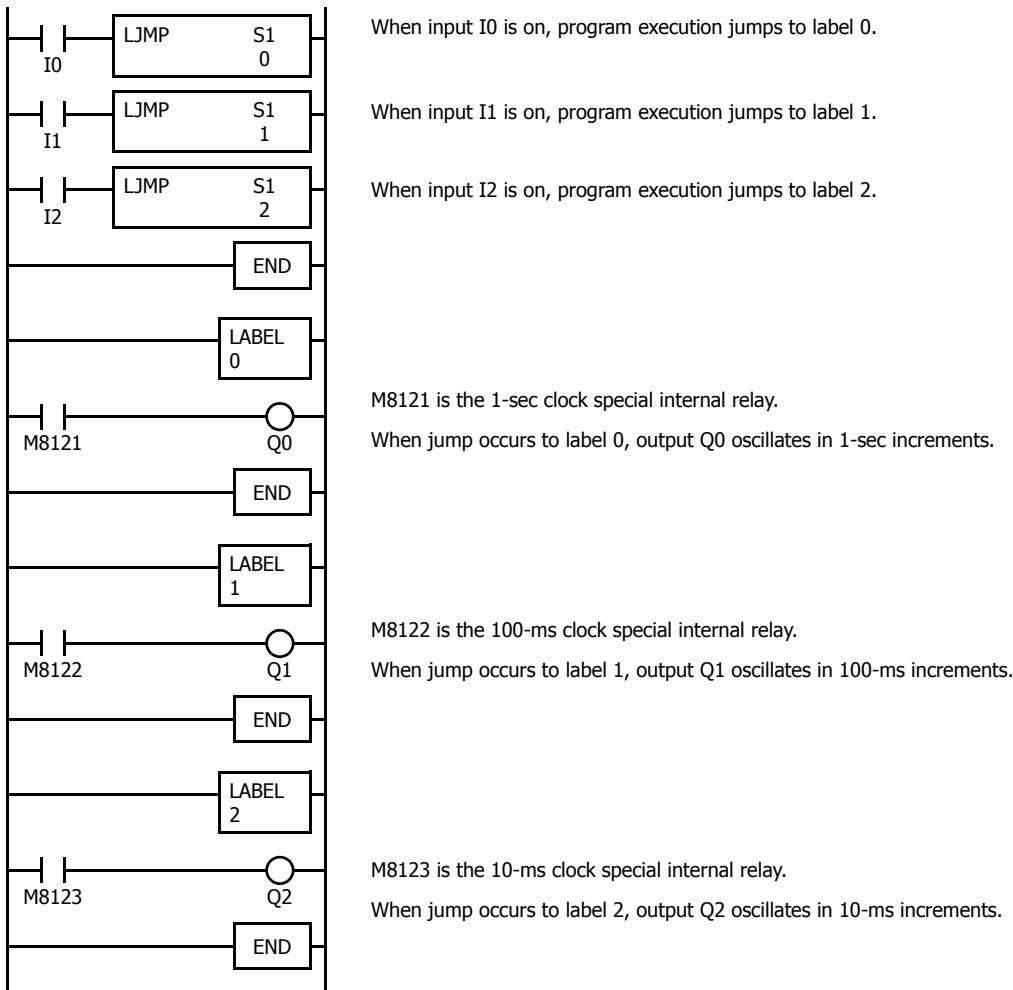 LJMP S1 When input I0 is on, program execution jumps to label 0.
I0 0
LJMP S1 When input I1 is on, program execution jumps to label 1.
I1 1
LJMP S1 When input I2 is on, program execution jumps to label 2.
I2 2
END
LABEL
0
M8121 is the 1-sec clock special internal relay.
M8121 Q0 When jump occurs to label 0, output Q0 oscillates in 1-sec increments.
END
LABEL
1
M8122 is the 100-ms clock special internal relay.
M8122 Q1 When jump occurs to label 1, output Q1 oscillates in 100-ms increments.
END
LABEL
2
M8123 is the 10-ms clock special internal relay.
M8123 Q2 When jump occurs to label 2, output Q2 oscillates in 10-ms increments.
END